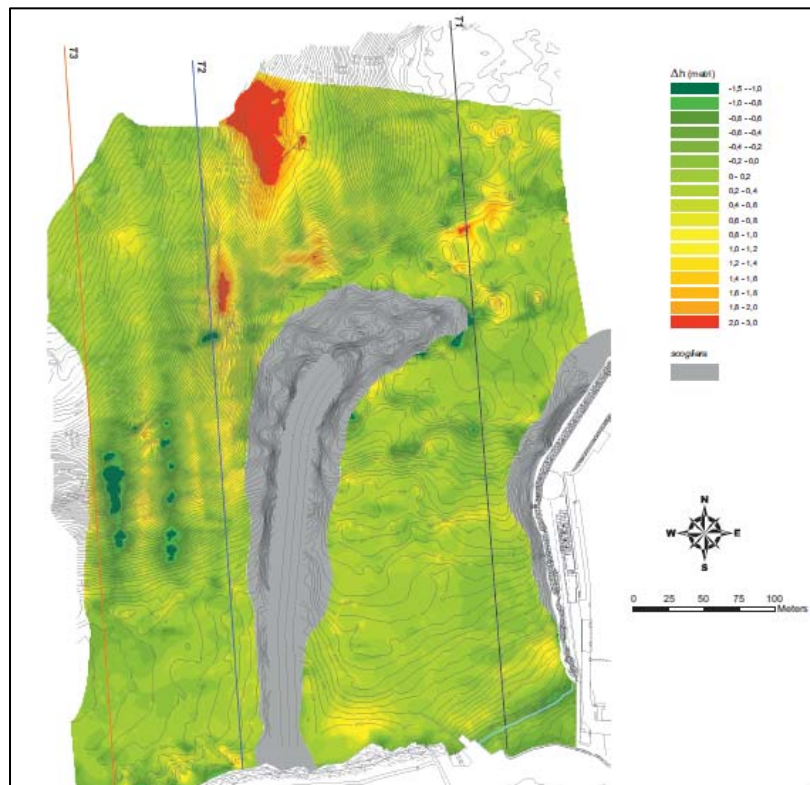 T1
T3
T2
Δh (metri)
-1,5 – -1,0
-1,0 – -0,8
-0,8 – -0,6
-0,6 – -0,4
-0,4 – -0,2
-0,2 – 0,0
0 – 0,2
0,2 – 0,4
0,4 – 0,6
0,6 – 0,8
0,8 – 1,0
1,0 – 1,2
1,2 – 1,4
1,4 – 1,6
1,6 – 1,8
1,8 – 2,0
2,0 – 3,0
scogliera
N
W E
S
0 25 50 75 100
Meters